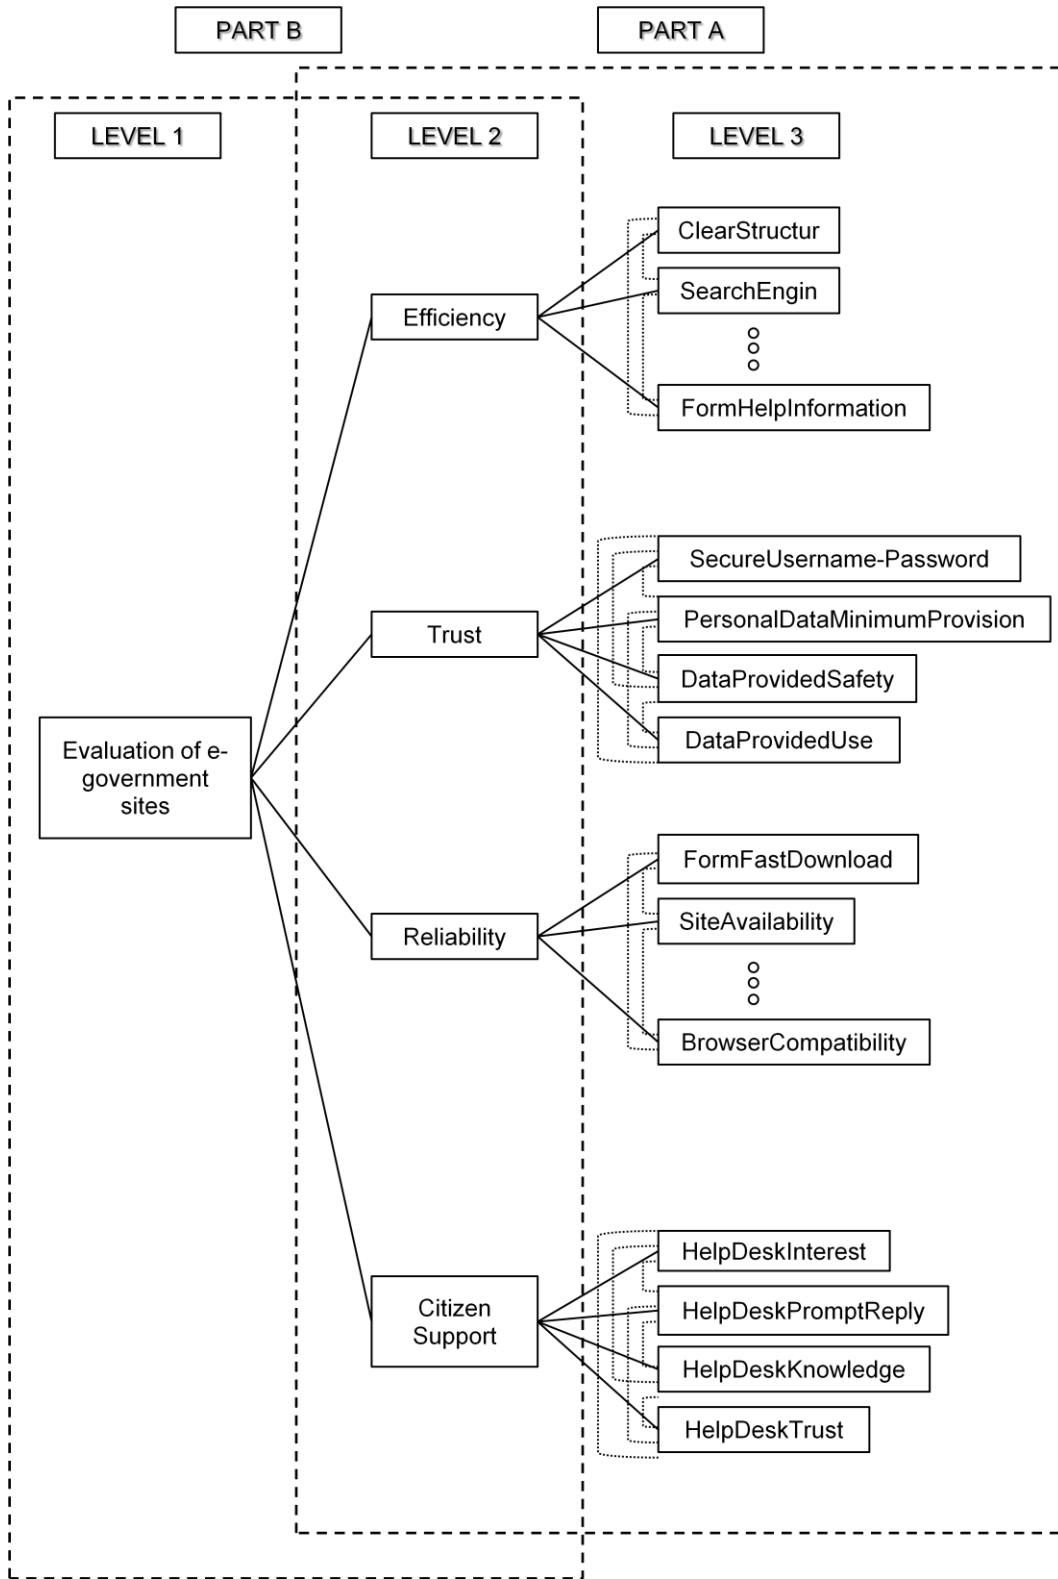 PART B
PART A
LEVEL 1
LEVEL 2
LEVEL 3
ClearStructur
SearchEngin
Efficiency
FormHelpInformation
SecureUsername-Password
PersonalDataMinimumProvision
Trust
DataProvidedSafety
DataProvidedUse
Evaluation of e-
government
sites
FormFastDownload
SiteAvailability
Reliability
BrowserCompatibility
HelpDeskInterest
HelpDeskPromptReply
Citizen
Support
HelpDeskKnowledge
HelpDeskTrust